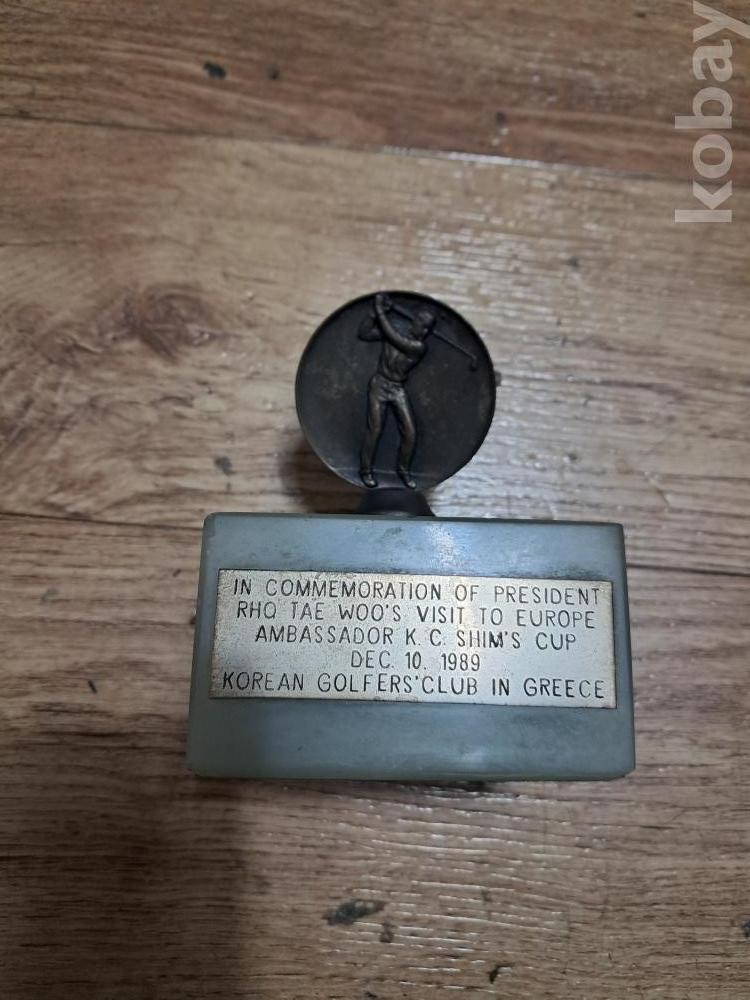 kobay
IN COMMEMORATION OF PRESIDENT
RHO TAE WOO'S VISIT TO EUROPE
AMBASSADOR K. C. SHIM'S CUP
DEC. 10. 1989
KOREAN GOLFERS' CLUB IN GREECE